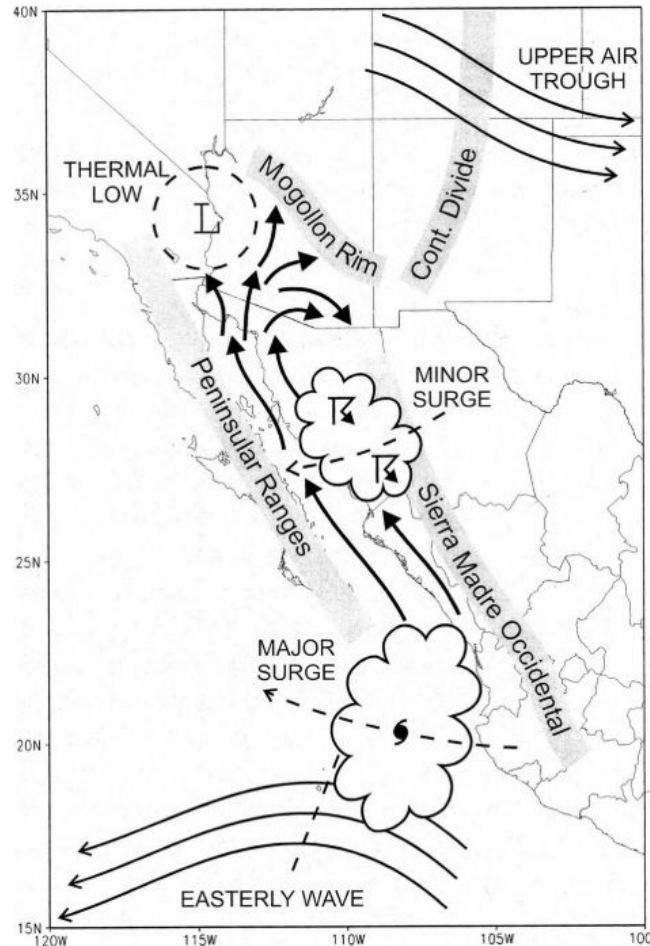 40N
UPPER AIR
TROUGH
THERMAL
LOW
35N
L
Mogollon Rim
Cont. Divide
30N
MINOR
SURGE
Peninsular Ranges
Sierra Madre Occidental
25N
MAJOR
SURGE
20N
EASTERLY WAVE
15N
120W
115W
110W
105W
100W